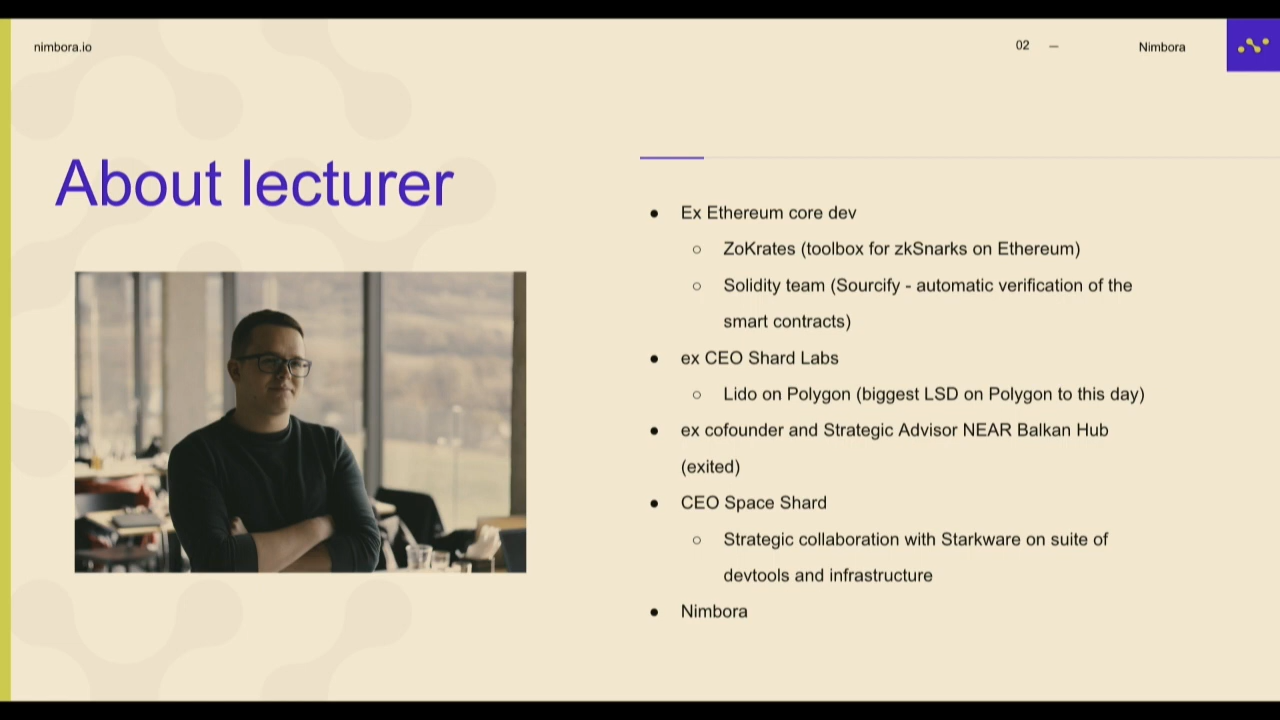 nimbora.io
02 –
Nimbora
About lecturer
● Ex Ethereum core dev
○ ZoKrates (toolbox for zkSnarks on Ethereum)
○ Solidity team (Sourcify - automatic verification of the
smart contracts)
● ex CEO Shard Labs
○ Lido on Polygon (biggest LSD on Polygon to this day)
● ex cofounder and Strategic Advisor NEAR Balkan Hub
(exited)
● CEO Space Shard
○ Strategic collaboration with Starkware on suite of
devtools and infrastructure
● Nimbora